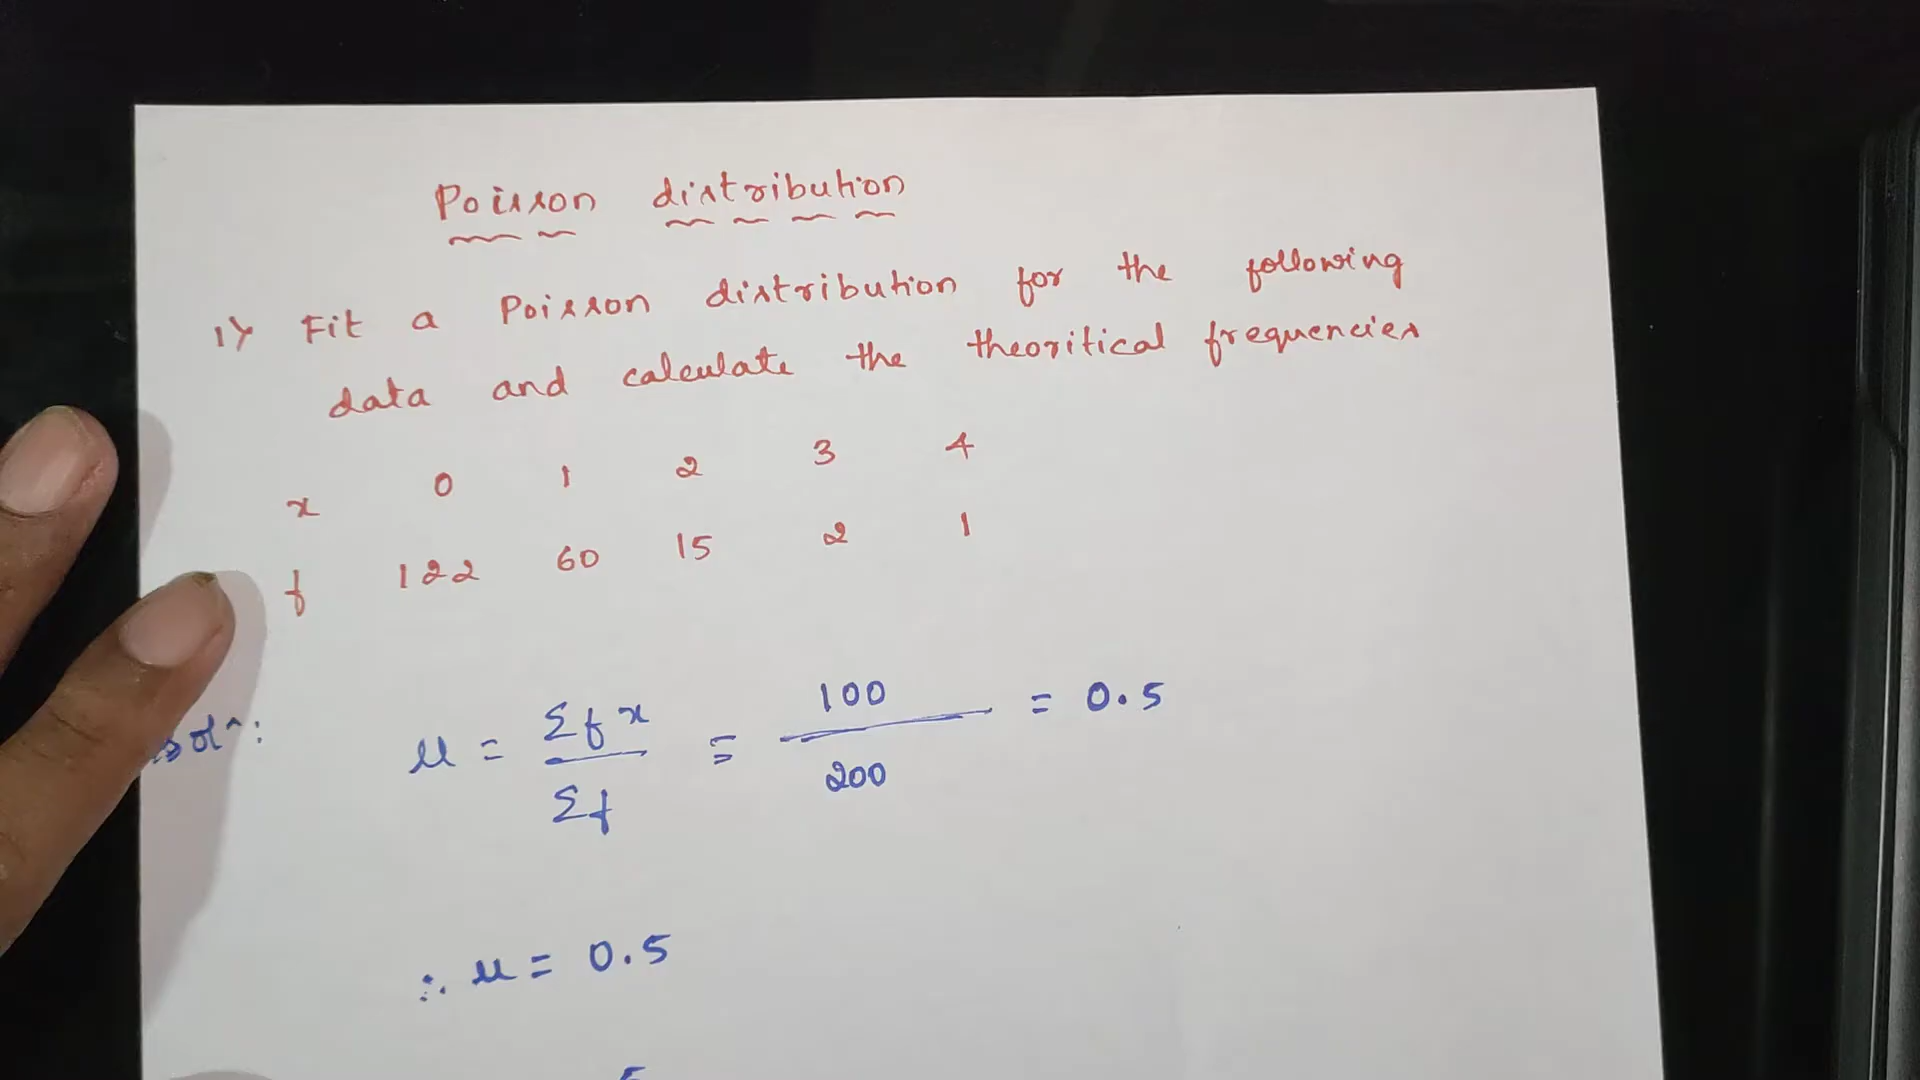 Poisson distribution
1) Fit a Poisson distribution for the following
data and calculate the theoritical frequencies
x 0 1 2 3 4
f 122 60 15 2 1
soln: μ = Σfx / Σf = 100 / 200 = 0.5
∴ μ = 0.5